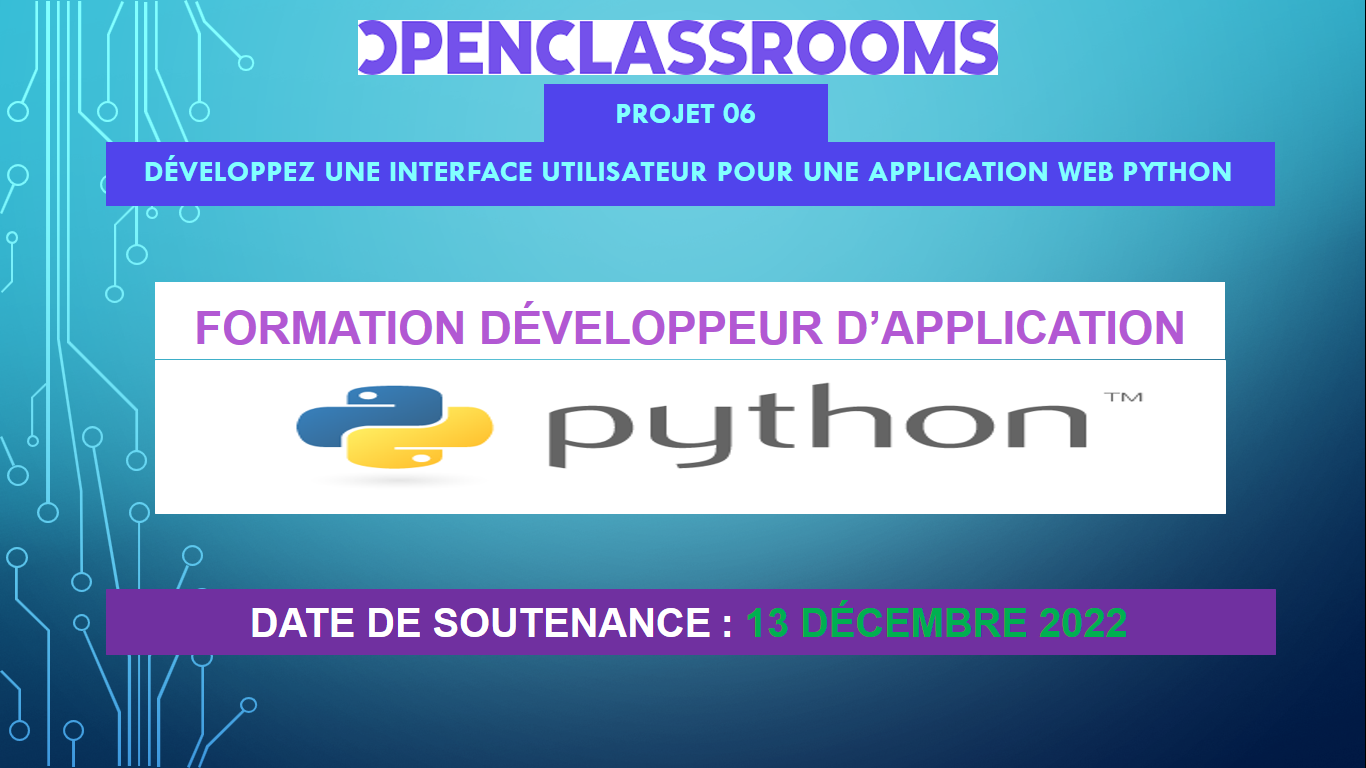 OPENCLASSROOMS
PROJET 06
DÉVELOPPEZ UNE INTERFACE UTILISATEUR POUR UNE APPLICATION WEB PYTHON
FORMATION DÉVELOPPEUR D’APPLICATION
python™
DATE DE SOUTENANCE : 13 DÉCEMBRE 2022